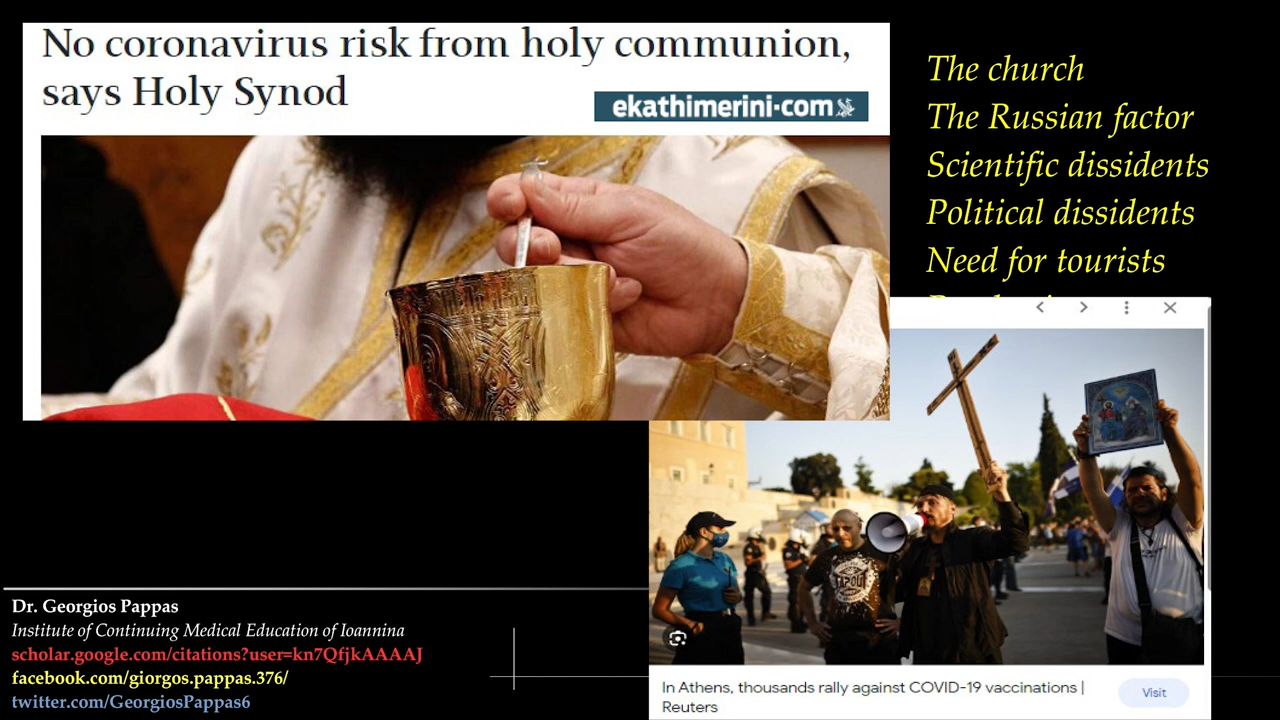 No coronavirus risk from holy communion,
says Holy Synod
ekathimerini·com
The church
The Russian factor
Scientific dissidents
Political dissidents
Need for tourists
TAPOUT
In Athens, thousands rally against COVID-19 vaccinations |
Reuters
Visit
Dr. Georgios Pappas
Institute of Continuing Medical Education of Ioannina
scholar.google.com/citations?user=kn7QfjkAAAAJ
facebook.com/giorgos.pappas.376/
twitter.com/GeorgiosPappas6